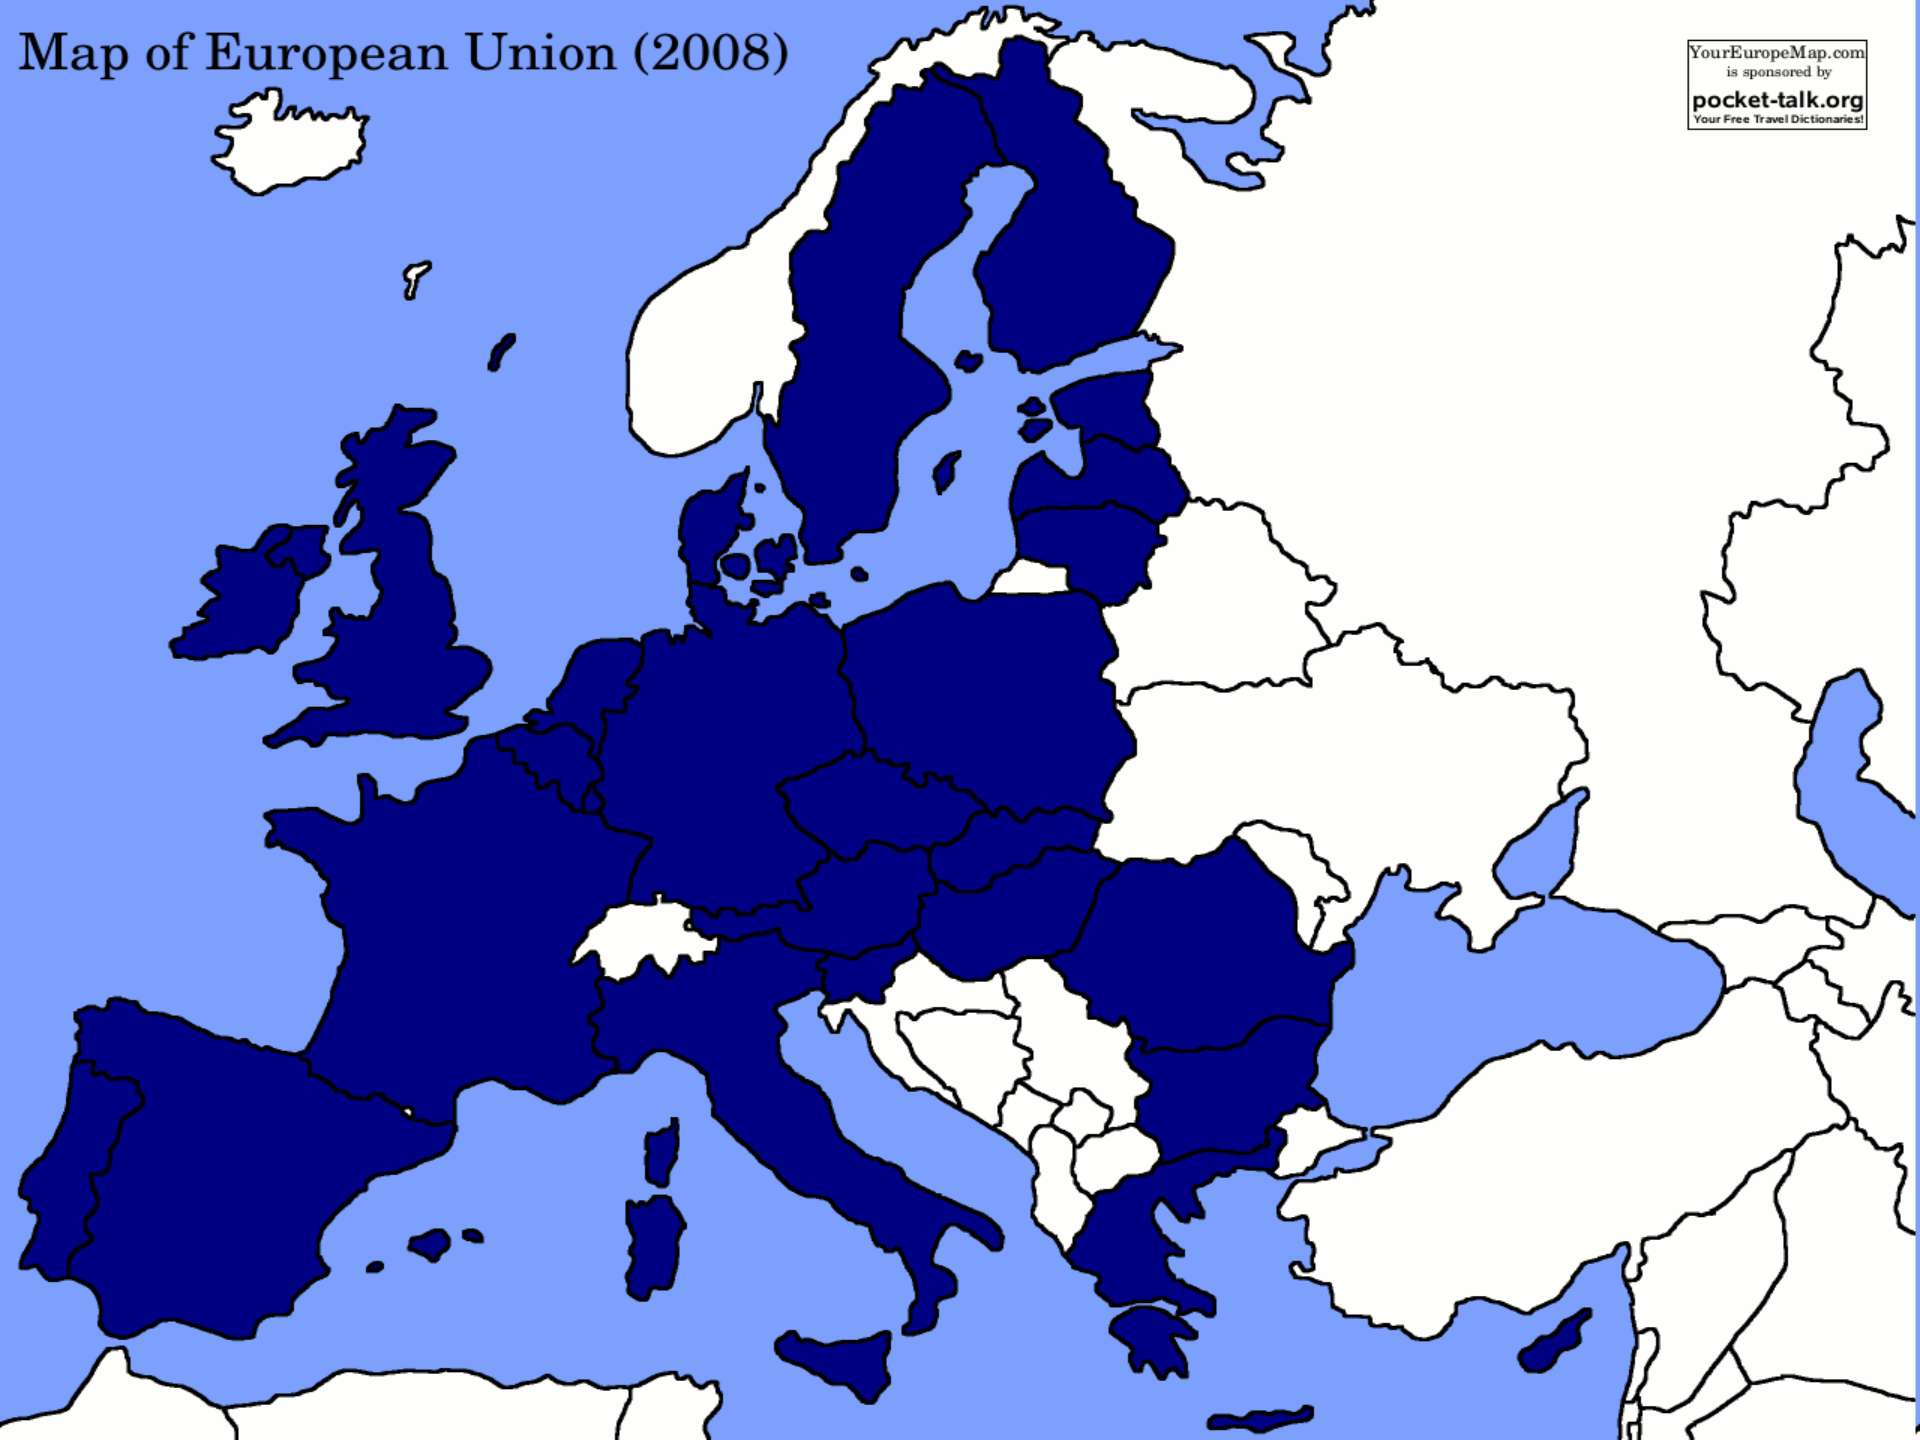 Map of European Union (2008)
YourEuropeMap.com
is sponsored by
pocket-talk.org
Your Free Travel Dictionaries!